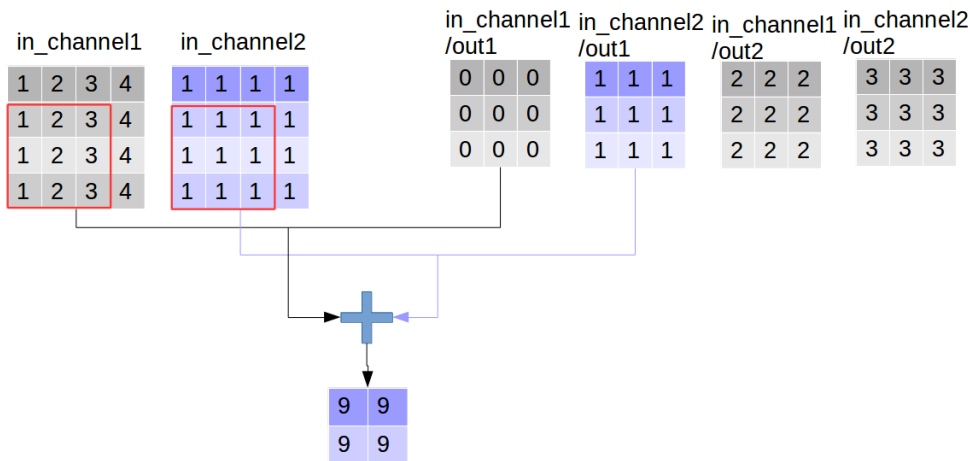 in_channel1 in_channel2 in_channel1 in_channel2 in_channel1 in_channel2
/out1 /out1 /out2 /out2
1 2 3 4 1 1 1 1 0 0 0 1 1 1 2 2 2 3 3 3
1 2 3 4 1 1 1 1 0 0 0 1 1 1 2 2 2 3 3 3
1 2 3 4 1 1 1 1 0 0 0 1 1 1 2 2 2 3 3 3
1 2 3 4 1 1 1 1
9 9
9 9